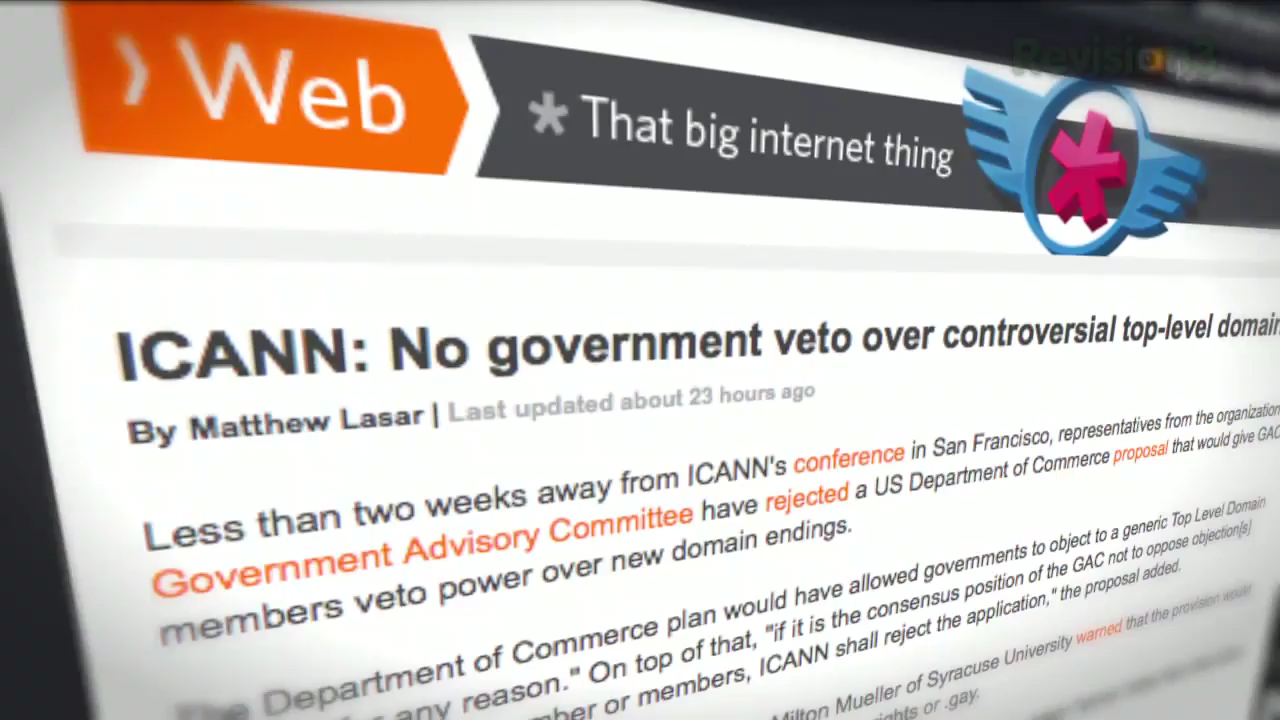 Revision3
Web
* That big internet thing
ICANN: No government veto over controversial top-level domain
By Matthew Lasar | Last updated about 23 hours ago
Less than two weeks away from ICANN's conference in San Francisco, representatives from the organization
Government Advisory Committee have rejected a US Department of Commerce proposal that would give GAC
members veto power over new domain endings.
The Department of Commerce plan would have allowed governments to object to a generic Top Level Domain
any reason." On top of that, "if it is the consensus position of the GAC not to oppose objection[s]
or members, ICANN shall reject the application," the proposal added.
Milton Mueller of Syracuse University warned that the provision would
or .gay.